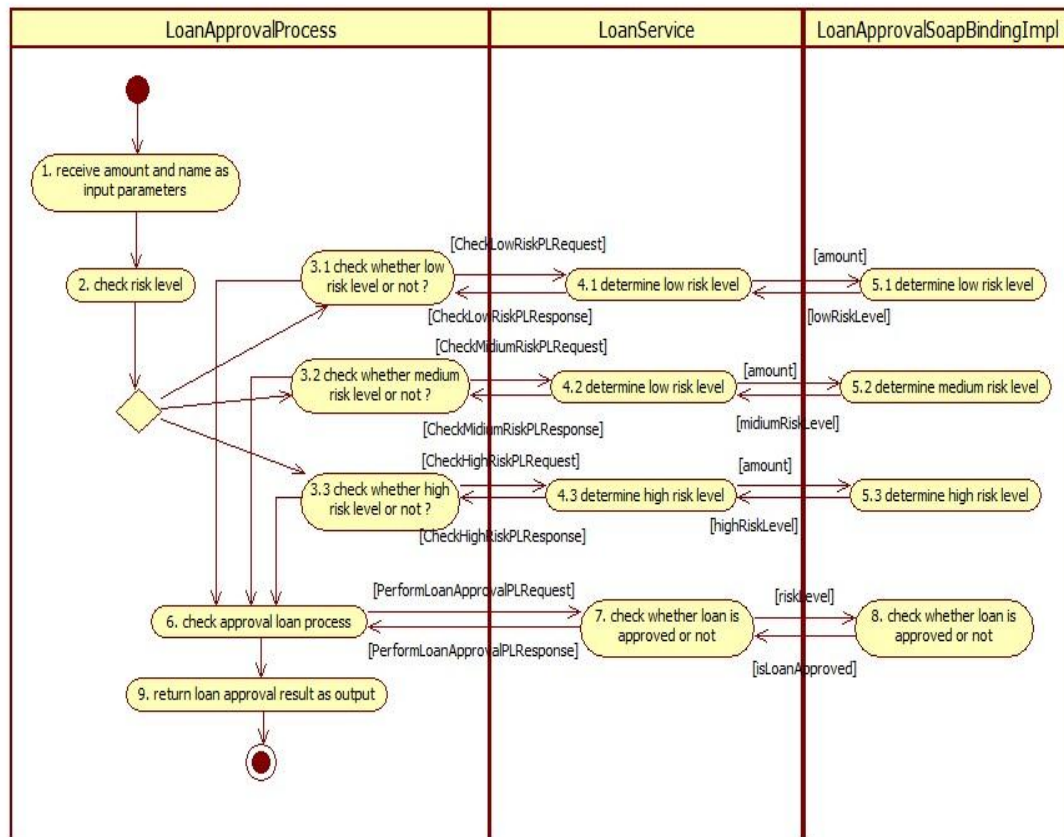 LoanApprovalProcess
LoanService
LoanApprovalSoapBindingImpl
1. receive amount and name as
input parameters
2. check risk level
3.1 check whether low
risk level or not ?
[CheckLowRiskPLRequest]
4.1 determine low risk level
[amount]
5.1 determine low risk level
[CheckLowRiskPLResponse]
[lowRiskLevel]
[CheckMidiumRiskPLRequest]
3.2 check whether medium
risk level or not ?
4.2 determine low risk level
[amount]
5.2 determine medium risk level
[CheckMidiumRiskPLResponse]
[midiumRiskLevel]
[CheckHighRiskPLRequest]
3.3 check whether high
risk level or not ?
4.3 determine high risk level
[amount]
5.3 determine high risk level
[CheckHighRiskPLResponse]
[highRiskLevel]
[PerformLoanApprovalPLRequest]
6. check approval loan process
7. check whether loan is
approved or not
[riskLevel]
8. check whether loan is
approved or not
[PerformLoanApprovalPLResponse]
[isLoanApproved]
9. return loan approval result as output